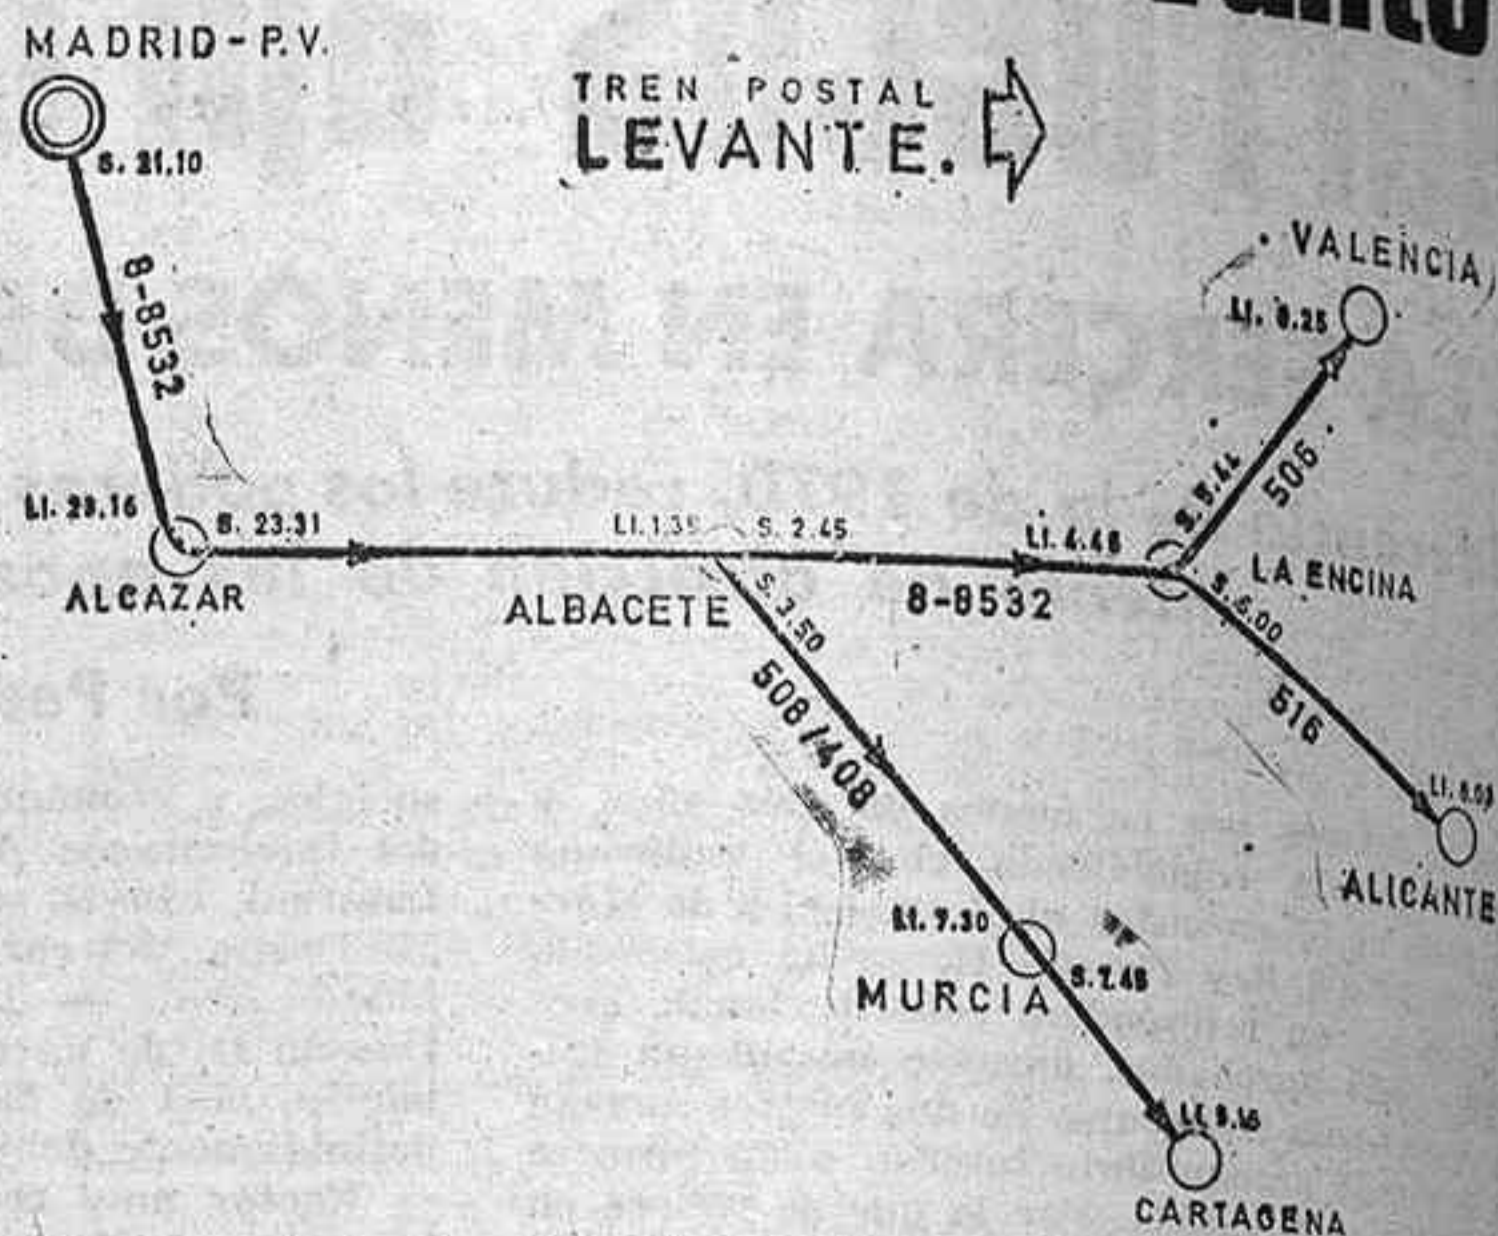 MADRID - P.V.
TREN POSTAL
LEVANTE.
S. 21.10
8-8532
VALENCIA
Ll. 8.25
S. 5.44
506
Ll. 23.16
S. 23.31
ALCAZAR
Ll. 1.35
S. 2.45
ALBACETE
Ll. 4.48
8-8532
LA ENCINA
S. 3.50
508/408
S. 6.00
516
ALICANTE
Ll. 7.30
MURCIA
S. 7.45
CARTAGENA